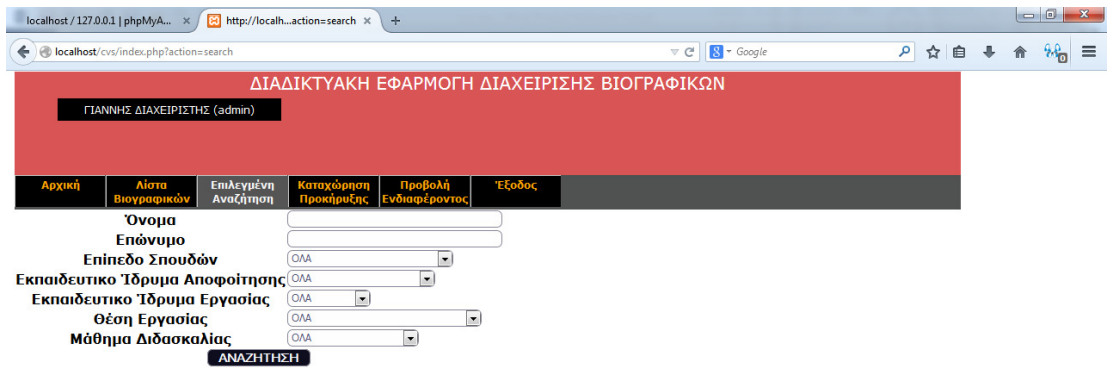 localhost / 127.0.0.1 | phpMyA... × http://localh...action=search × +
localhost/cvs/index.php?action=search Google
ΔΙΑΔΙΚΤΥΑΚΗ ΕΦΑΡΜΟΓΗ ΔΙΑΧΕΙΡΙΣΗΣ ΒΙΟΓΡΑΦΙΚΩΝ
ΓΙΑΝΝΗΣ ΔΙΑΧΕΙΡΙΣΤΗΣ (admin)
Αρχική Λίστα Επιλεγμένη Καταχώρηση Προβολή Έξοδος
Βιογραφικών Αναζήτηση Προκήρυξης Ενδιαφέροντος
Όνομα
Επώνυμο
Επίπεδο Σπουδών ΟΛΑ
Εκπαιδευτικο Ίδρυμα Αποφοίτησης ΟΛΑ
Εκπαιδευτικο Ίδρυμα Εργασίας ΟΛΑ
Θέση Εργασίας ΟΛΑ
Μάθημα Διδασκαλίας ΟΛΑ
ΑΝΑΖΗΤΗΣΗ